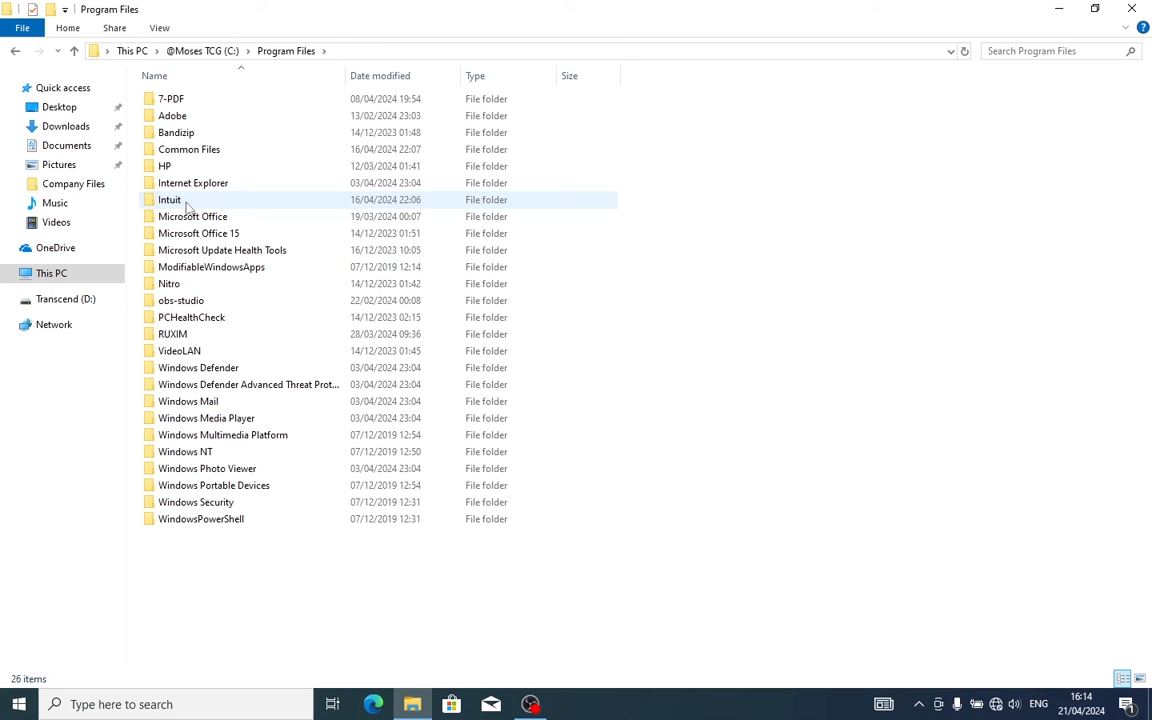 Program Files
File Home Share View
This PC @Moses TCG (C:) Program Files Search Program Files
Name Date modified Type Size
Quick access
Desktop
Downloads
Documents
Pictures
Company Files
Music
Videos
OneDrive
This PC
Transcend (D:)
Network
7-PDF 08/04/2024 19:54 File folder
Adobe 13/02/2024 23:03 File folder
Bandizip 14/12/2023 01:48 File folder
Common Files 16/04/2024 22:07 File folder
HP 12/03/2024 01:41 File folder
Internet Explorer 03/04/2024 23:04 File folder
Intuit 16/04/2024 22:06 File folder
Microsoft Office 19/03/2024 00:07 File folder
Microsoft Office 15 14/12/2023 01:51 File folder
Microsoft Update Health Tools 16/12/2023 10:05 File folder
ModifiableWindowsApps 07/12/2019 12:14 File folder
Nitro 14/12/2023 01:42 File folder
obs-studio 22/02/2024 00:08 File folder
PCHealthCheck 14/12/2023 02:15 File folder
RUXIM 28/03/2024 09:36 File folder
VideoLAN 14/12/2023 01:45 File folder
Windows Defender 03/04/2024 23:04 File folder
Windows Defender Advanced Threat Prot... 03/04/2024 23:04 File folder
Windows Mail 03/04/2024 23:04 File folder
Windows Media Player 03/04/2024 23:04 File folder
Windows Multimedia Platform 07/12/2019 12:54 File folder
Windows NT 07/12/2019 12:50 File folder
Windows Photo Viewer 03/04/2024 23:04 File folder
Windows Portable Devices 07/12/2019 12:54 File folder
Windows Security 07/12/2019 12:31 File folder
WindowsPowerShell 07/12/2019 12:31 File folder
26 items
Type here to search ENG 16:14
21/04/2024
1